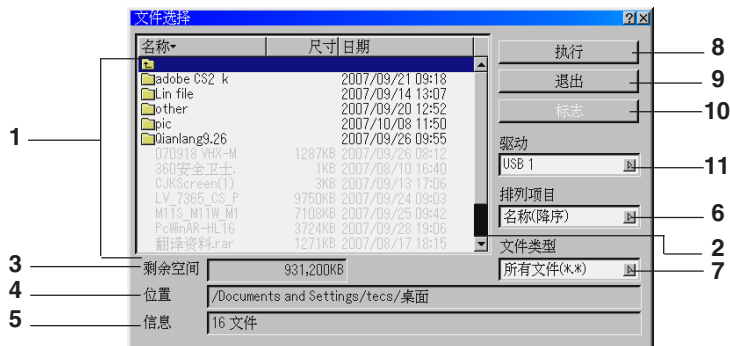 文件选择
名称 尺寸 日期
adobe CS2 k 2007/09/21 09:18
Lin file 2007/09/14 13:07
other 2007/09/20 12:52
pic 2007/10/08 11:50
Qianlang9.26 2007/09/26 09:55
070918 VHX-M 1287KB 2007/09/26 08:12
360安全卫士. 1KB 2007/08/10 16:40
CJKScreen(1) 3KB 2007/09/13 17:06
LV_7365_CS_P 9750KB 2007/09/24 09:03
M11S_M11W_M1 7108KB 2007/09/25 09:42
PcWinAR-HL16 3724KB 2007/09/28 19:06
翻译资料.rar 1271KB 2007/08/17 18:15
剩余空间 931,200KB
位置 /Documents and Settings/tecs/桌面
信息 16 文件
执行
退出
标志
驱动
USB 1
排列项目
名称(降序)
文件类型
所有文件(*.*)
1
3
4
5
8
9
10
11
6
2
7